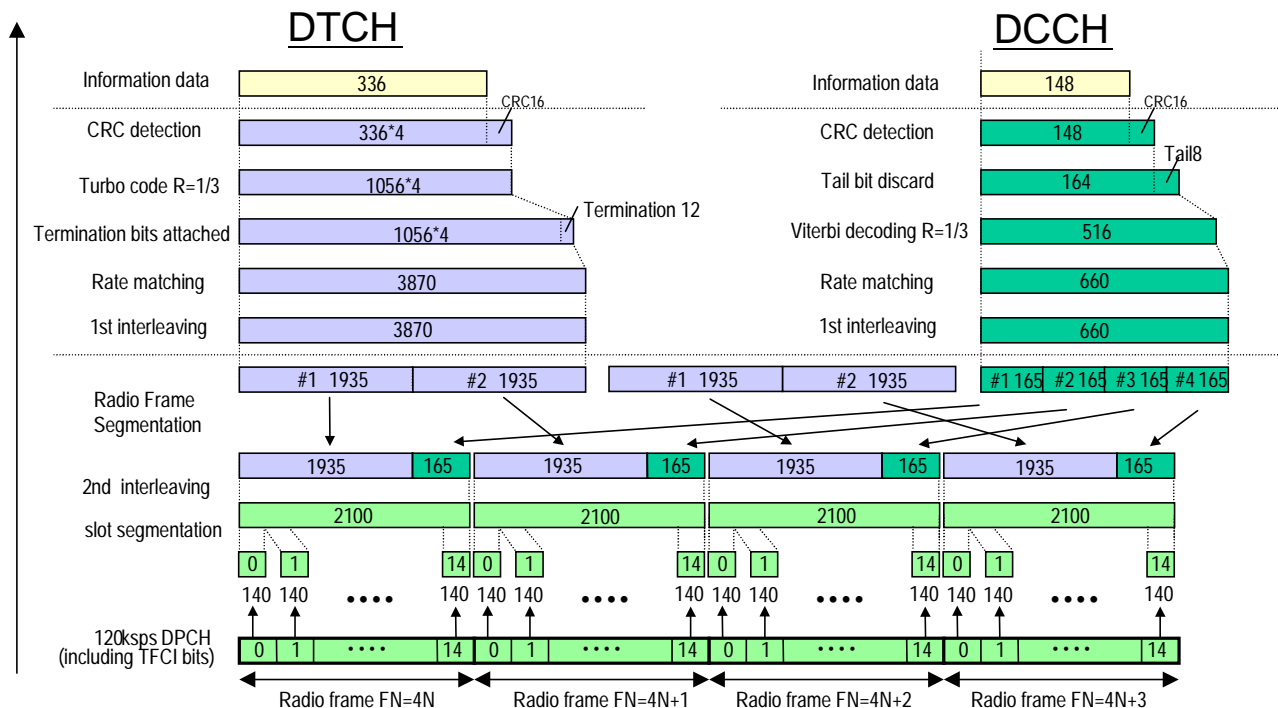 DTCH
DCCH
Information data 336
Information data 148
CRC16
CRC16
CRC detection 336*4
CRC detection 148
Tail8
Turbo code R=1/3 1056*4
Tail bit discard 164
Termination 12
Termination bits attached 1056*4
Viterbi decoding R=1/3 516
Rate matching 3870
Rate matching 660
1st interleaving 3870
1st interleaving 660
#1 1935 #2 1935 #1 1935 #2 1935 #1 165 #2 165 #3 165 #4 165
Radio Frame
Segmentation
1935 165 1935 165 1935 165 1935 165
2nd interleaving
slot segmentation
2100 2100 2100 2100
0 1 14 0 1 14 0 1 14 0 1 14
140 140 •••• 140 140 140 •••• 140 140 140 •••• 140 140 140 •••• 140
120ksps DPCH
(including TFCI bits)
0 1 •••• 14 0 1 •••• 14 0 1 •••• 14 0 1 •••• 14
Radio frame FN=4N Radio frame FN=4N+1 Radio frame FN=4N+2 Radio frame FN=4N+3